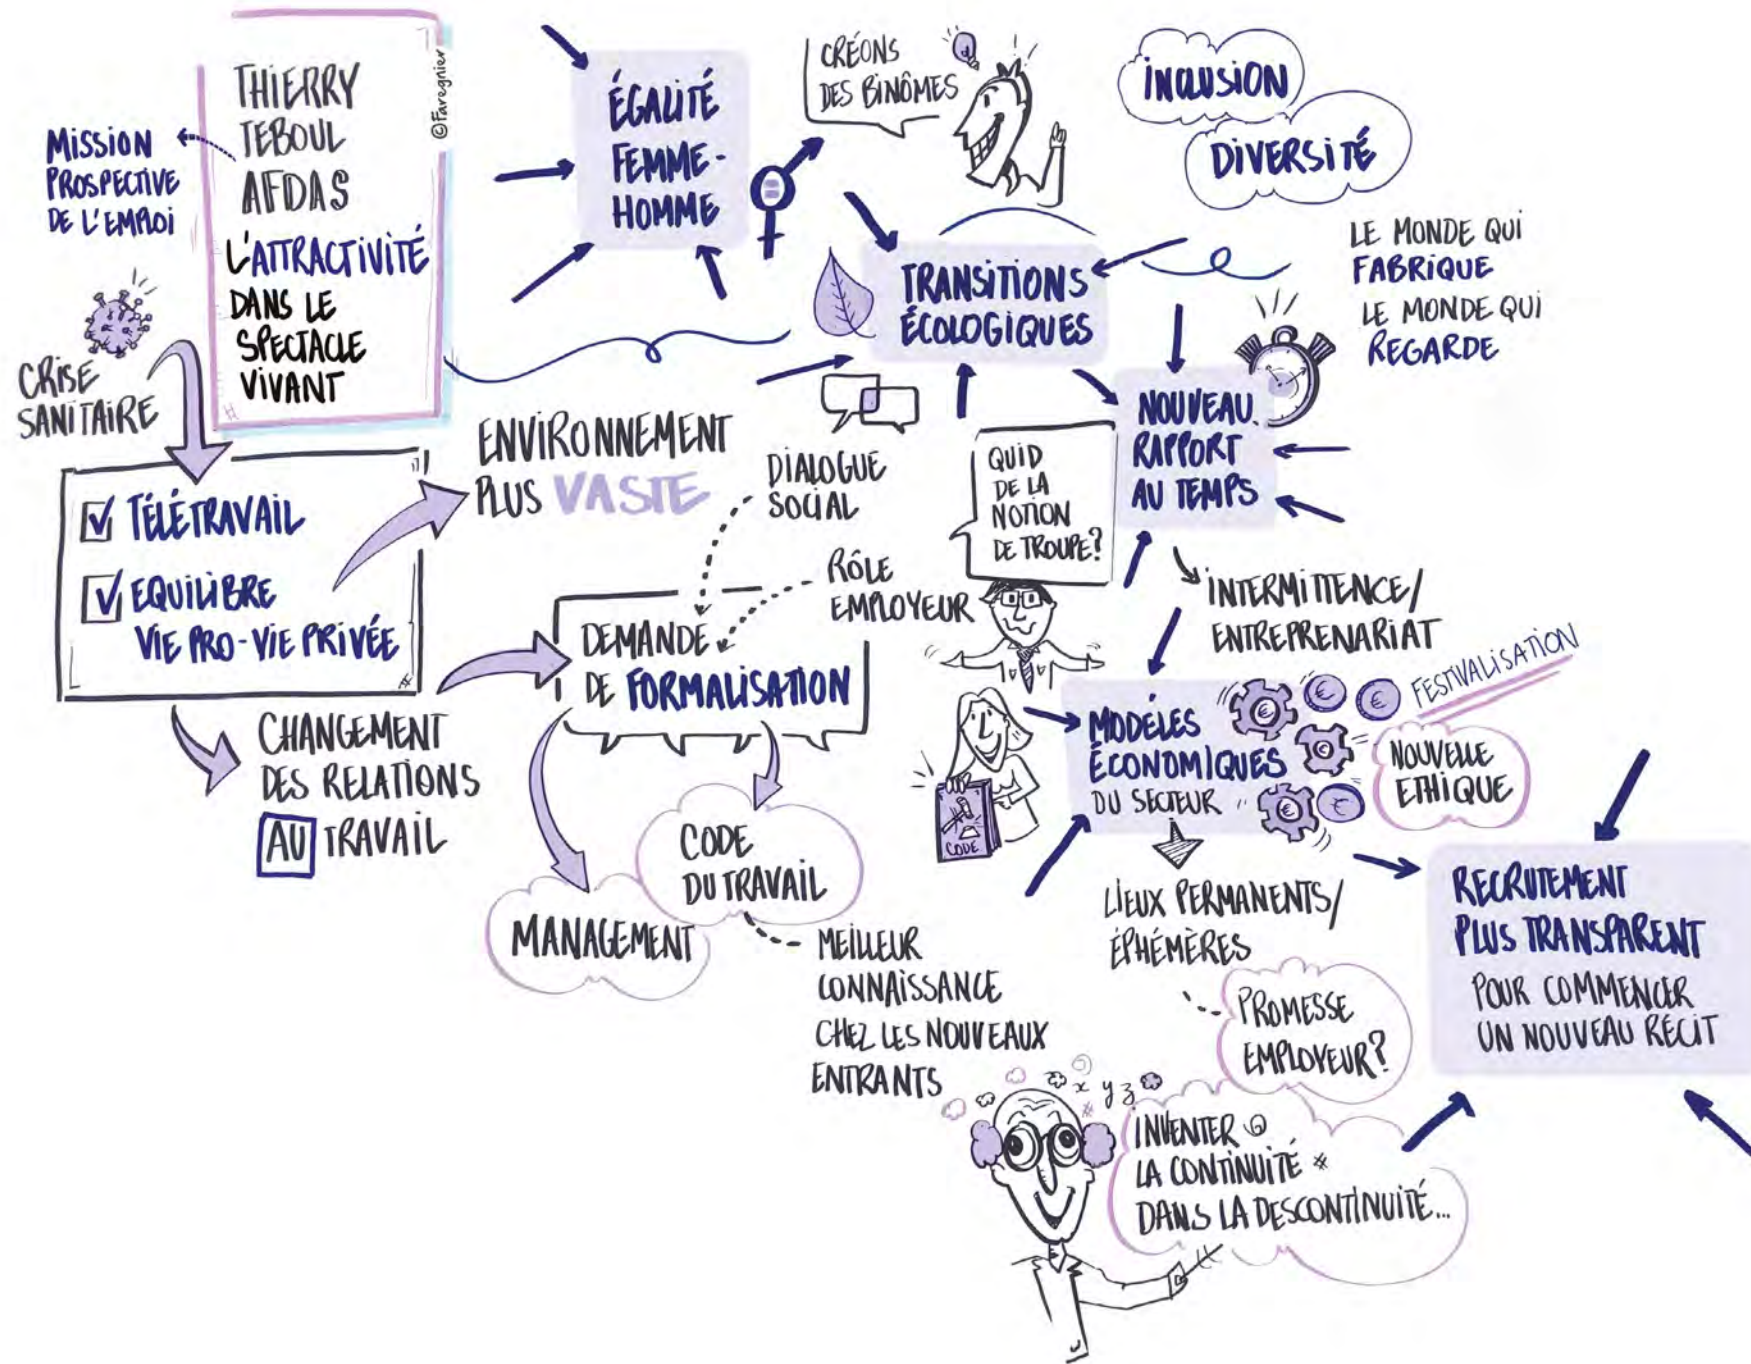 THIERRY
TEBOUL
AFDAS
L'ATTRACTIVITÉ
DANS LE
SPECTACLE
VIVANT
©Faregnier
MISSION
PROSPECTIVE
DE L'EMPLOI
CRISE
SANITAIRE
TÉLÉTRAVAIL
EQUILIBRE
VIE PRO-VIE PRIVÉE
ENVIRONNEMENT
PLUS VASTE
CHANGEMENT
DES RELATIONS
AU TRAVAIL
DIALOGUE
SOCIAL
RÔLE
EMPLOYEUR
DEMANDE
DE FORMALISATION
MANAGEMENT
CODE
DU TRAVAIL
MEILLEUR
CONNAISSANCE
CHEZ LES NOUVEAUX
ENTRANTS
ÉGALITÉ
FEMME-
HOMME
CRÉONS
DES BINÔMES
INCLUSION
DIVERSITÉ
TRANSITIONS
ÉCOLOGIQUES
LE MONDE QUI
FABRIQUE
LE MONDE QUI
REGARDE
NOUVEAU
RAPPORT
AU TEMPS
QUID
DE LA
NOTION
DE TROUPE?
INTERMITTENCE/
ENTREPRENARIAT
MODÈLES
ÉCONOMIQUES
DU SECTEUR
CODE
FESTIVALISATION
NOUVELLE
ETHIQUE
LIEUX PERMANENTS/
ÉPHÉMÈRES
PROMESSE
EMPLOYEUR?
x y z
INVENTER
LA CONTINUITÉ
DANS LA DESCONTINUITÉ...
RECRUTEMENT
PLUS TRANSPARENT
POUR COMMENCER
UN NOUVEAU RÉCIT